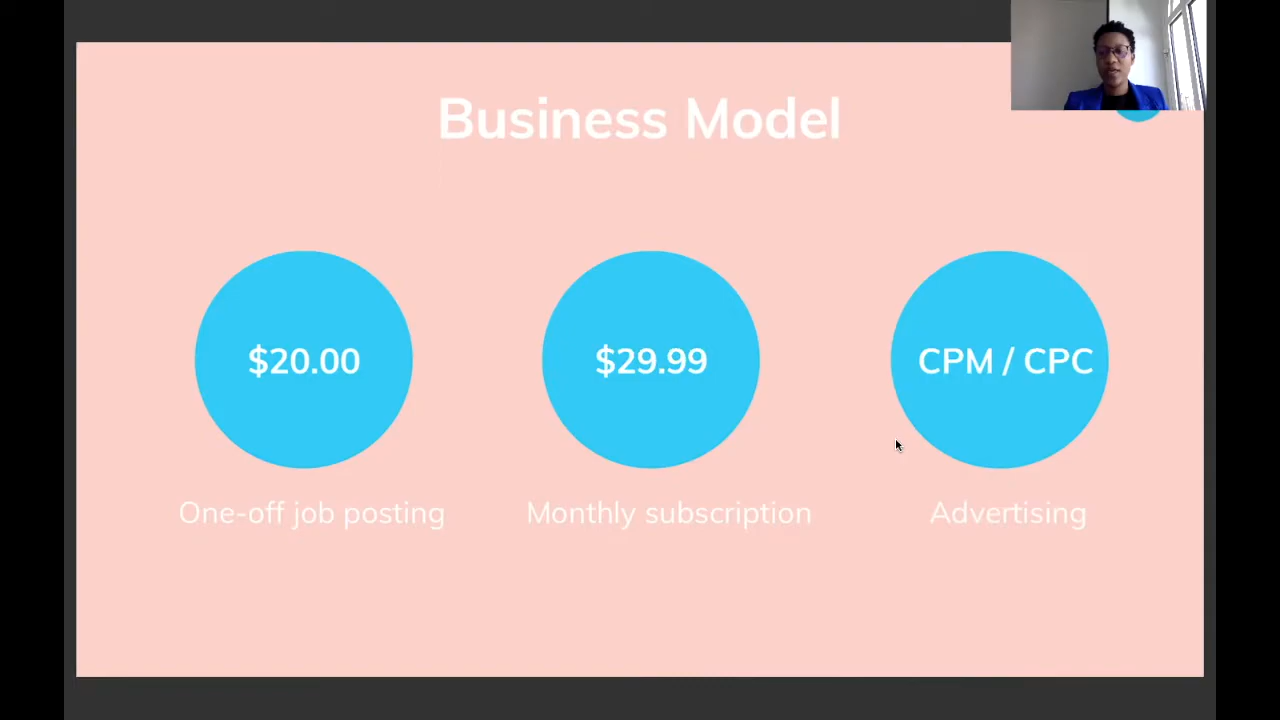 Business Model
$20.00
$29.99
CPM / CPC
One-off job posting
Monthly subscription
Advertising